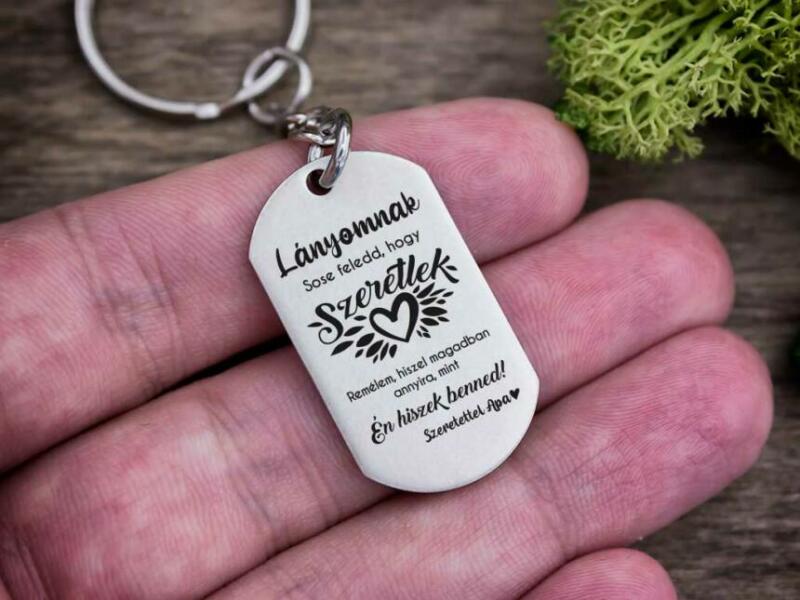 Lányomnak
Sose feledd, hogy
Szeretlek
Remélem, hiszel magadban
annyira, mint
Én hiszek benned!
Szeretettel Apa♥